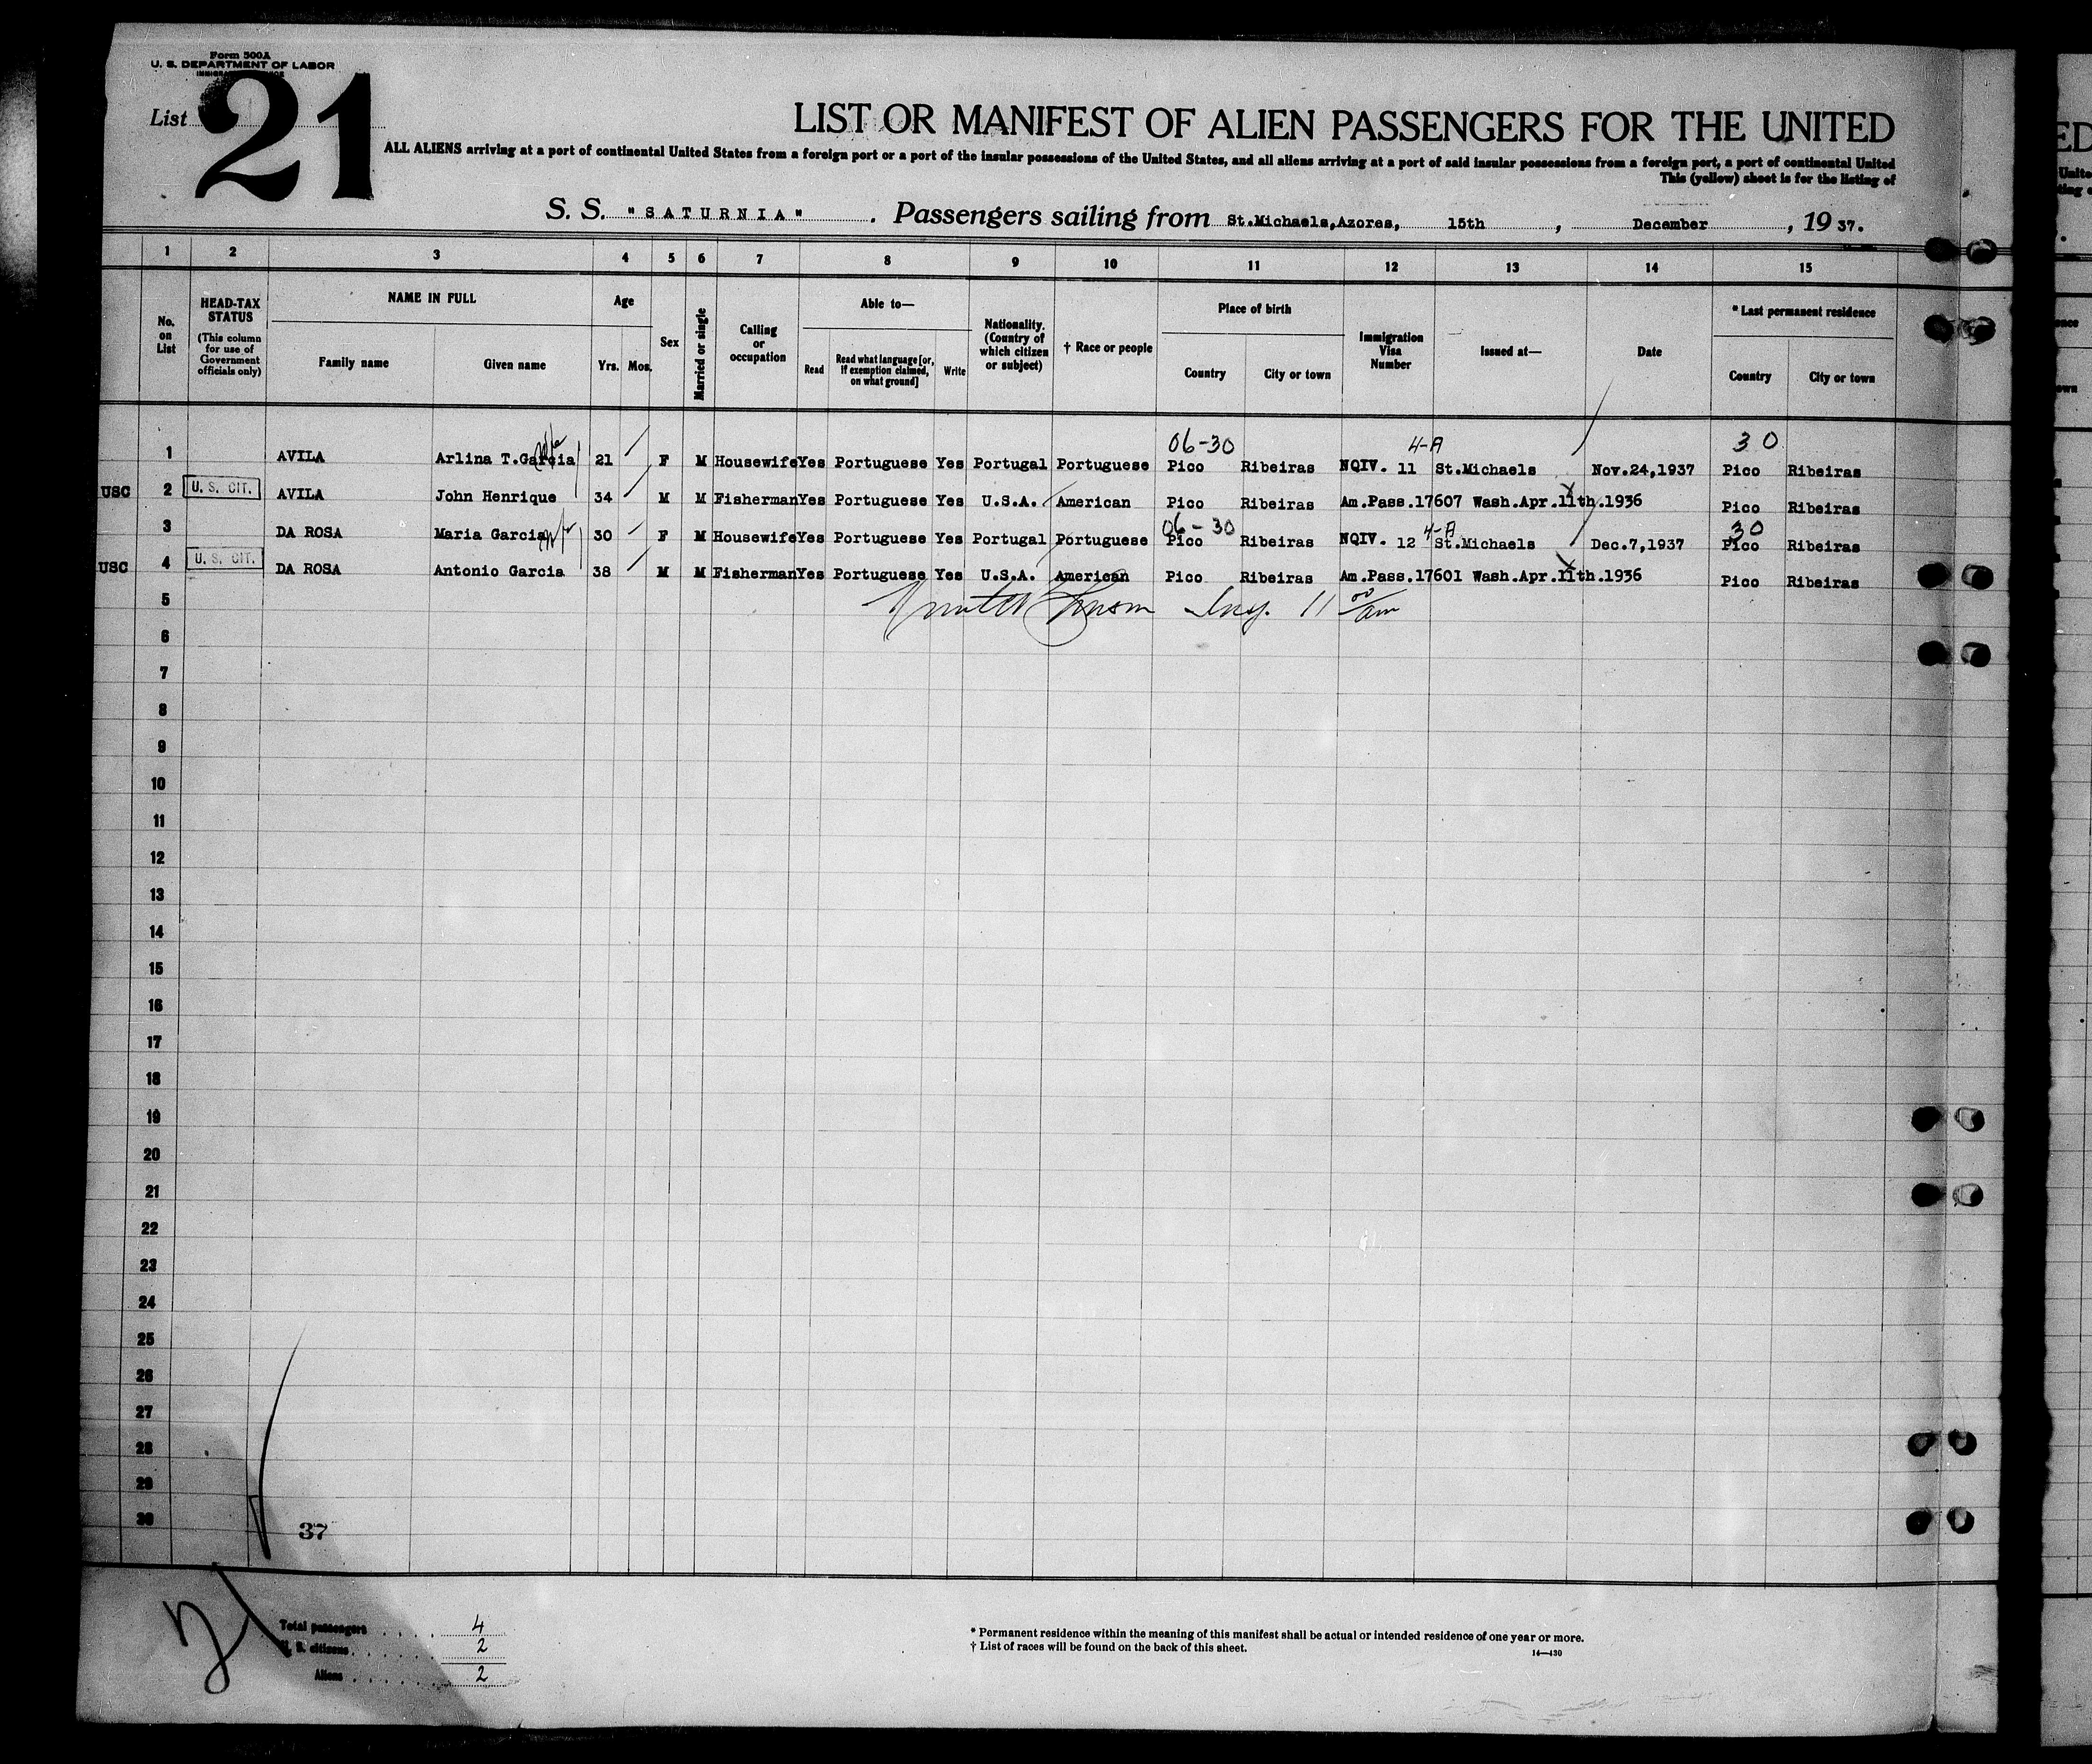 Form 500A
U. S. DEPARTMENT OF LABOR
List 21
LIST OR MANIFEST OF ALIEN PASSENGERS FOR THE UNITED
ALL ALIENS arriving at a port of continental United States from a foreign port or a port of the insular possessions of the United States, and all aliens arriving at a port of said insular possessions from a foreign port, a port of continental United
This (yellow) sheet is for the listing of
S. S. "SATURNIA". Passengers sailing from St.Michaels,Azores, 15th, December, 19 37.
1 2 3 4 5 6 7 8 9 10 11 12 13 14 15
No. on List
HEAD-TAX STATUS
(This column for use of Government officials only)
NAME IN FULL
Family name
Given name
Age
Yrs. Mos.
Sex
Married or single
Calling or occupation
Able to—
Read
Read what language [or, if exemption claimed, on what ground]
Write
Nationality. (Country of which citizen or subject)
† Race or people
Place of birth
Country
City or town
Immigration Visa Number
Issued at—
Date
* Last permanent residence
Country
City or town
06-30 4-A 30
1 AVILA Arlina T.Garcia wife 21 F M Housewife Yes Portuguese Yes Portugal Portuguese Pico Ribeiras NQIV. 11 St.Michaels Nov.24,1937 Pico Ribeiras
USC 2 U. S. CIT. AVILA John Henrique 34 M M Fisherman Yes Portuguese Yes U.S.A. American Pico Ribeiras Am.Pass.17607 Wash.Apr.11th.1936 Pico Ribeiras
06-30 4-A 30
3 DA ROSA Maria Garcia wife 30 F M Housewife Yes Portuguese Yes Portugal Portuguese Pico Ribeiras NQIV. 12 St.Michaels Dec.7,1937 Pico Ribeiras
USC 4 U. S. CIT. DA ROSA Antonio Garcia 38 M M Fisherman Yes Portuguese Yes U.S.A. American Pico Ribeiras Am.Pass.17601 Wash.Apr.11th.1936 Pico Ribeiras
5
11 00 am
6
7
8
9
10
11
12
13
14
15
16
17
18
19
20
21
22
23
24
25
26
27
28
29
30
37
21
Total passengers . . . . 4
U. S. citizens . . . . . . 2
Aliens . . . . . . 2
* Permanent residence within the meaning of this manifest shall be actual or intended residence of one year or more.
† List of races will be found on the back of this sheet.
14—430